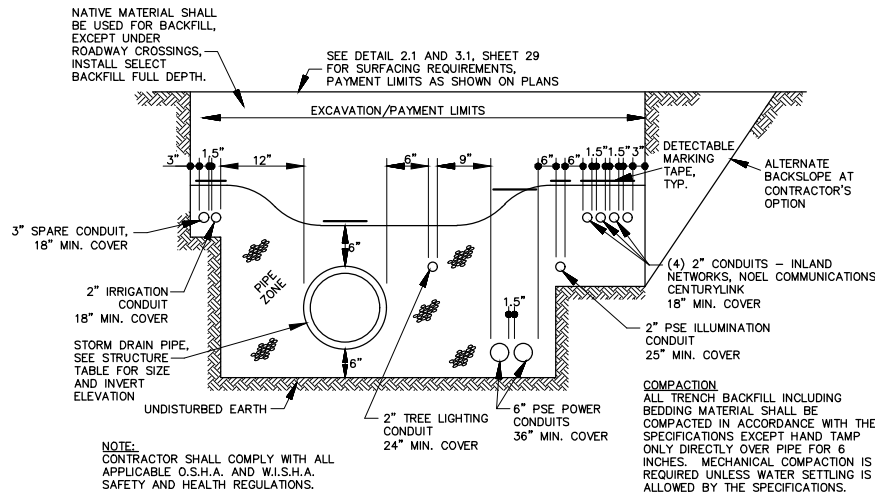 NATIVE MATERIAL SHALL
BE USED FOR BACKFILL,
EXCEPT UNDER
ROADWAY CROSSINGS,
INSTALL SELECT
BACKFILL FULL DEPTH.
SEE DETAIL 2.1 AND 3.1, SHEET 29
FOR SURFACING REQUIREMENTS,
PAYMENT LIMITS AS SHOWN ON PLANS
EXCAVATION/PAYMENT LIMITS
3"
1.5"
12"
6"
9"
6"
6"
1.5"
1.5"
3"
DETECTABLE
MARKING
TAPE,
TYP.
ALTERNATE
BACKSLOPE AT
CONTRACTOR'S
OPTION
3" SPARE CONDUIT,
18" MIN. COVER
2" IRRIGATION
CONDUIT
18" MIN. COVER
PIPE
ZONE
6"
6"
1.5"
(4) 2" CONDUITS – INLAND
NETWORKS, NOEL COMMUNICATIONS
CENTURYLINK
18" MIN. COVER
2" PSE ILLUMINATION
CONDUIT
25" MIN. COVER
STORM DRAIN PIPE,
SEE STRUCTURE
TABLE FOR SIZE
AND INVERT
ELEVATION
UNDISTURBED EARTH
2" TREE LIGHTING
CONDUIT
24" MIN. COVER
6" PSE POWER
CONDUITS
36" MIN. COVER
NOTE:
CONTRACTOR SHALL COMPLY WITH ALL
APPLICABLE O.S.H.A. AND W.I.S.H.A.
SAFETY AND HEALTH REGULATIONS.
COMPACTION
ALL TRENCH BACKFILL INCLUDING
BEDDING MATERIAL SHALL BE
COMPACTED IN ACCORDANCE WITH THE
SPECIFICATIONS EXCEPT HAND TAMP
ONLY DIRECTLY OVER PIPE FOR 6
INCHES. MECHANICAL COMPACTION IS
REQUIRED UNLESS WATER SETTLING IS
ALLOWED BY THE SPECIFICATIONS.